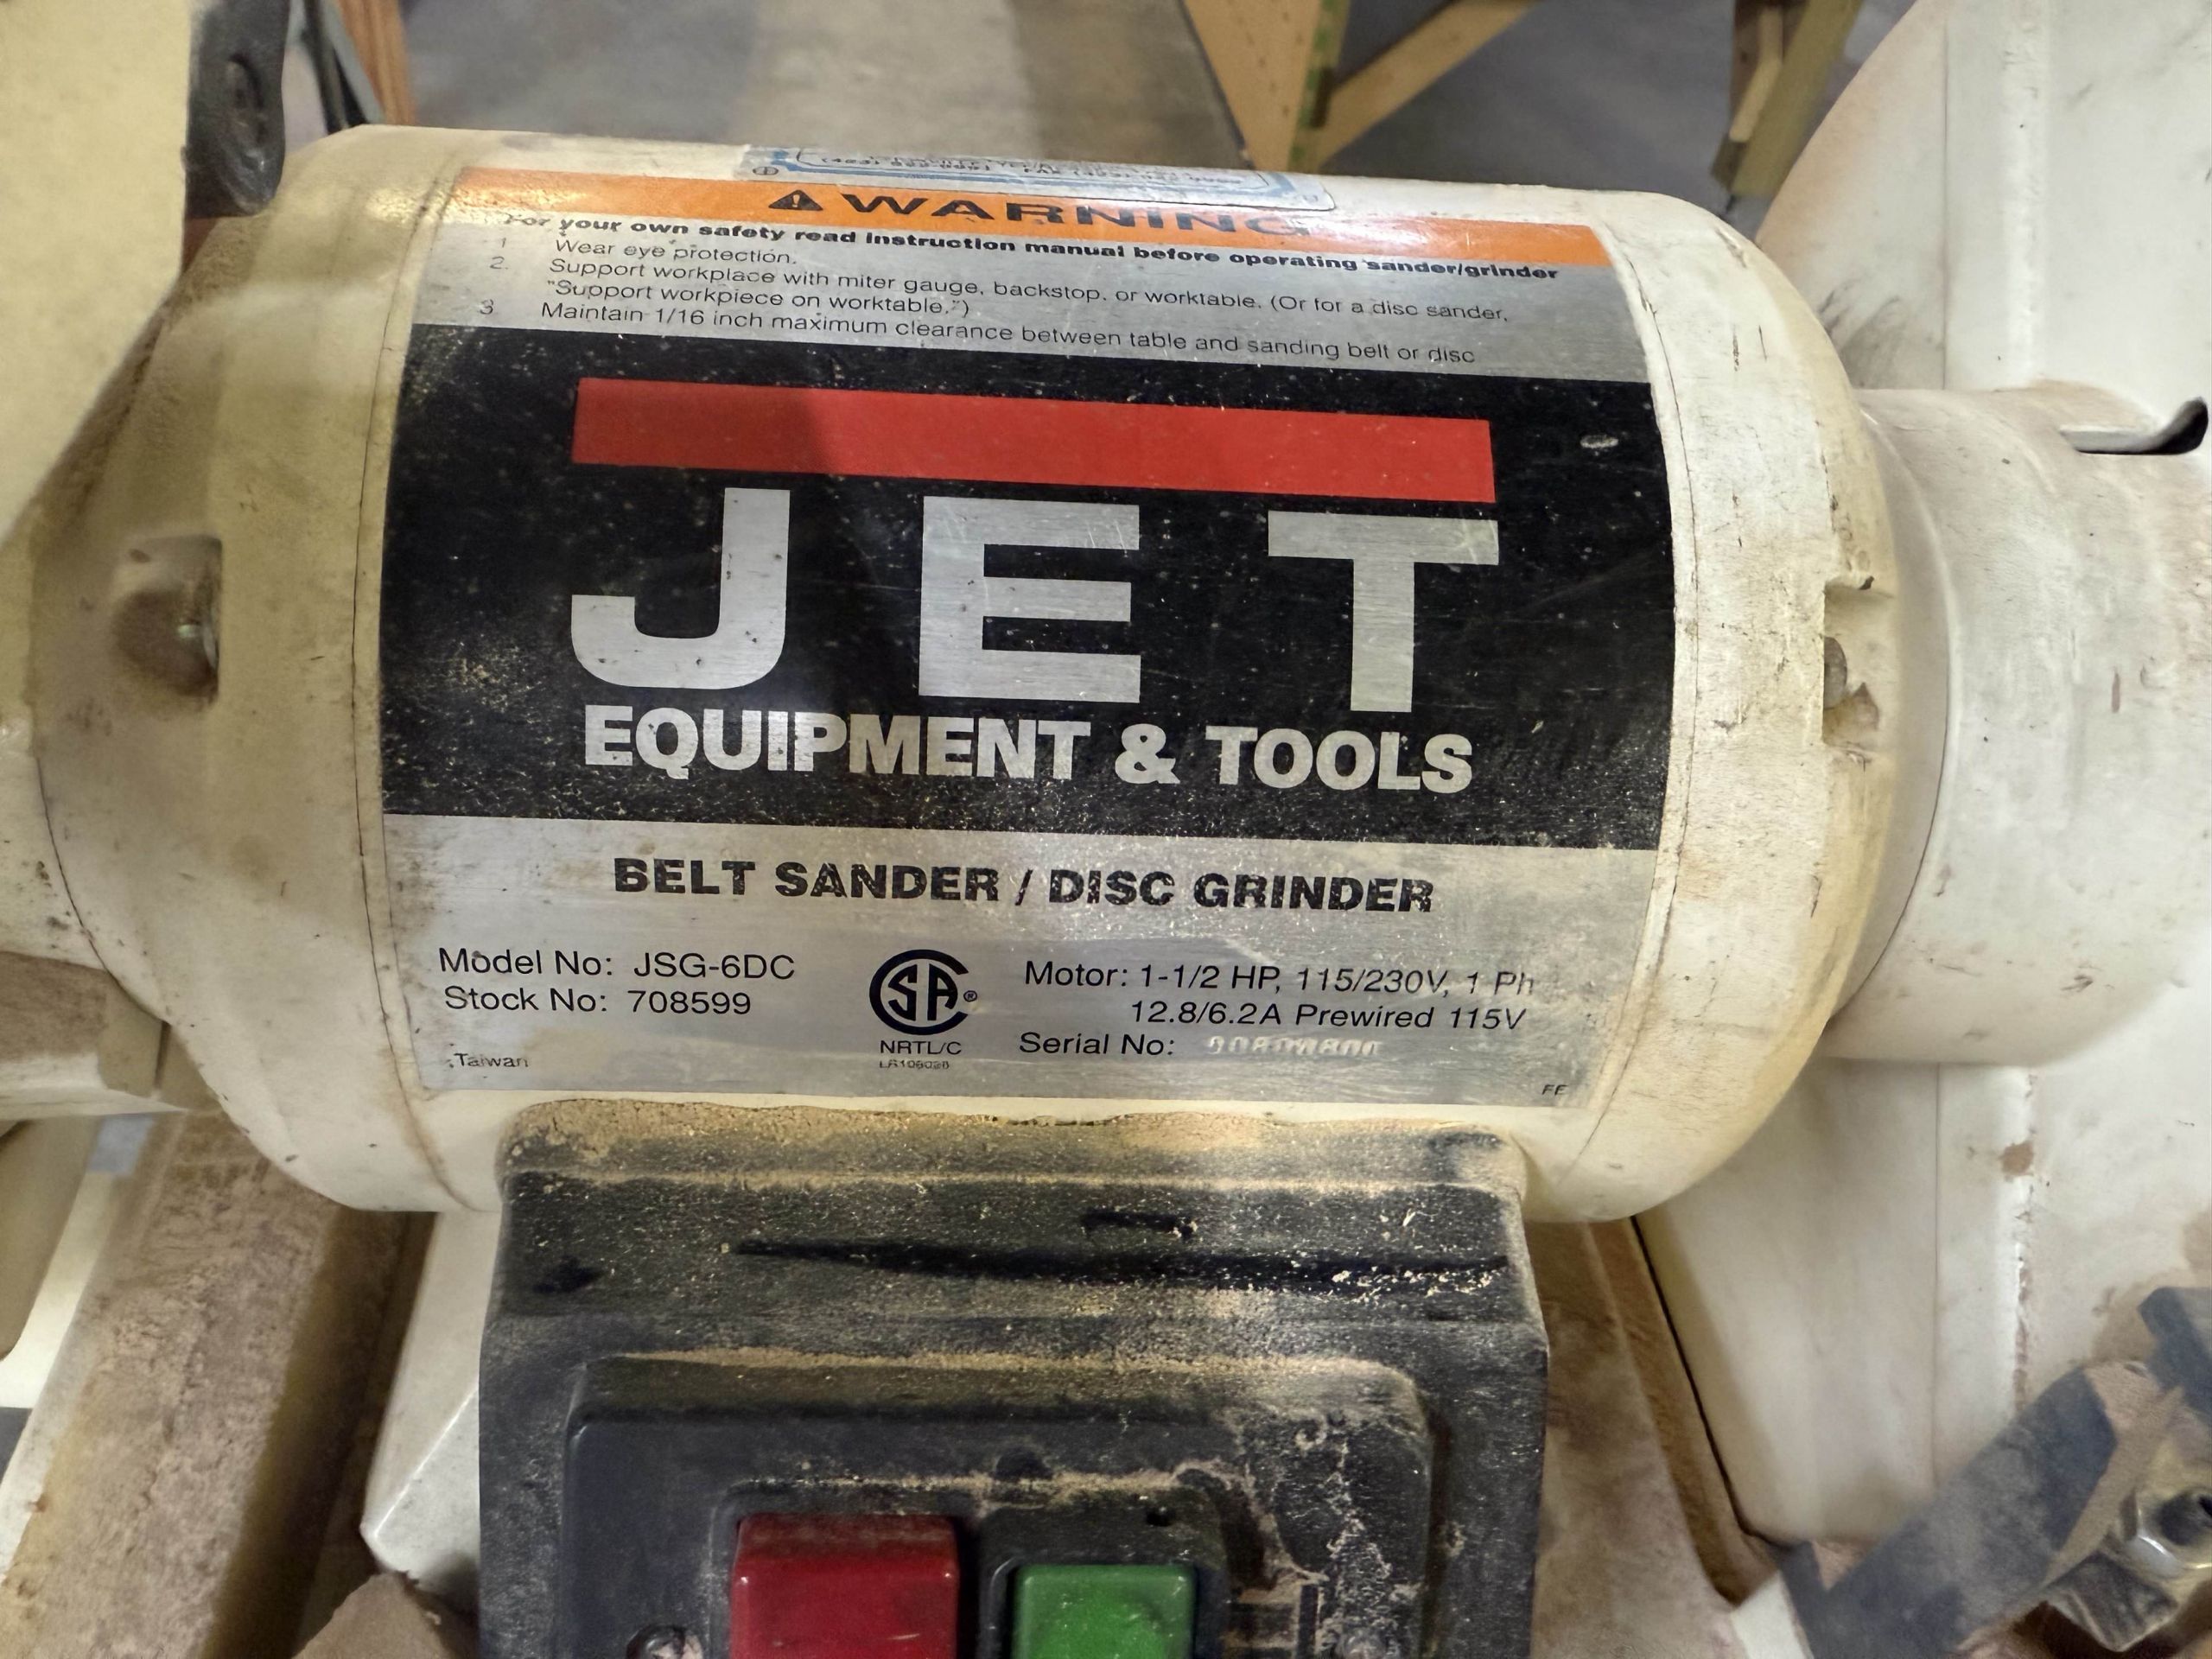 WARNING
For your own safety read instruction manual before operating sander/grinder
1 Wear eye protection.
2. Support workplace with miter gauge, backstop, or worktable. (Or for a disc sander,
"Support workpiece on worktable.")
3 Maintain 1/16 inch maximum clearance between table and sanding belt or disc
JET
EQUIPMENT & TOOLS
BELT SANDER / DISC GRINDER
Model No: JSG-6DC
Stock No: 708599
Taiwan
CSA ®
NRTL/C
Motor: 1-1/2 HP, 115/230V, 1 Ph
12.8/6.2A Prewired 115V
Serial No:
FF